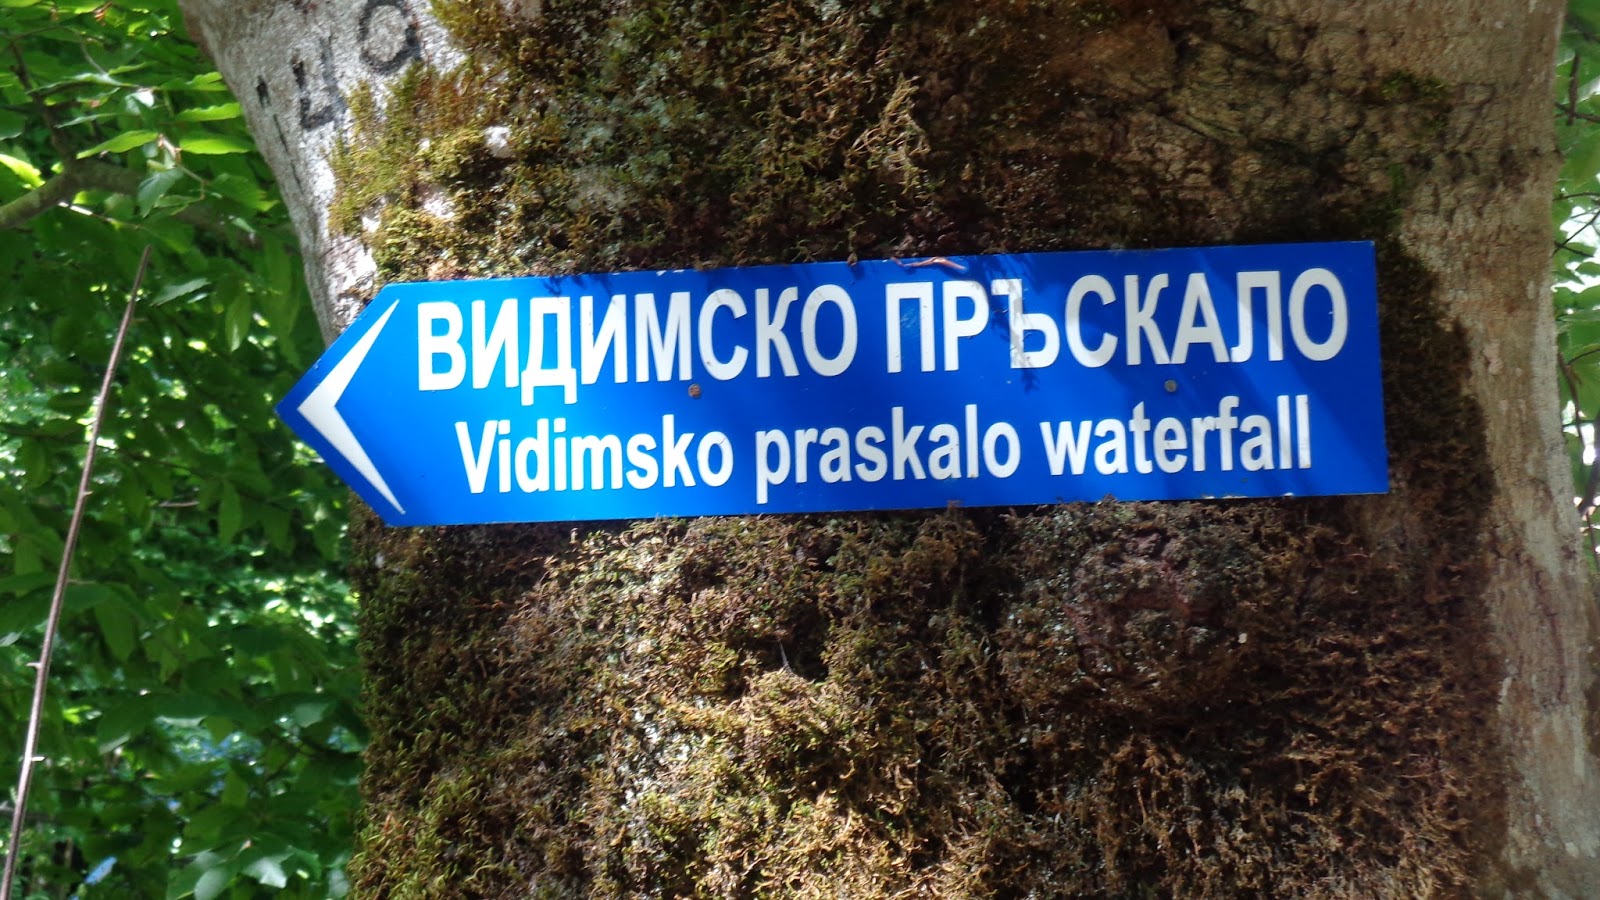 ВИДИМСКО ПРЪСКАЛО
Vidimsko praskalo waterfall